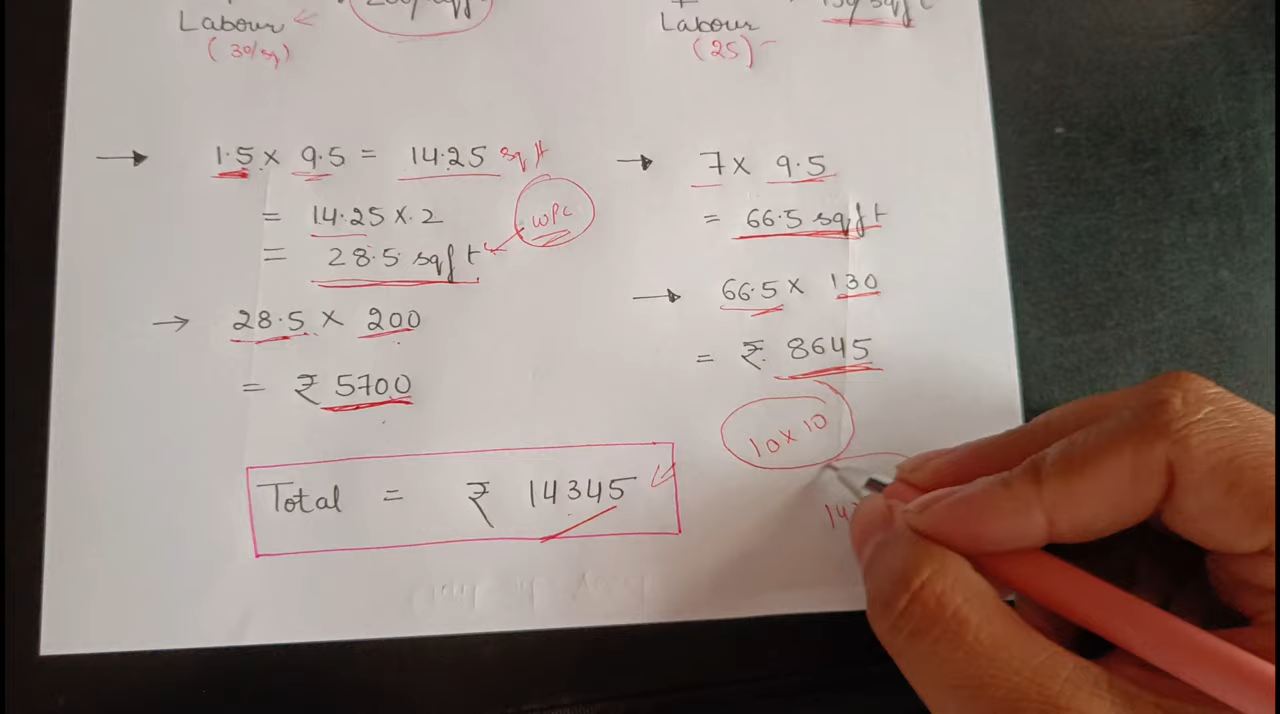 Labour
(30/sq)
1.5 × 9.5 = 14.25 sqft
= 14.25 × 2
= 28.5 sqft
WPC
→ 28.5 × 200
= ₹ 5700
Labour
(25)
→ 7 × 9.5
= 66.5 sqft
→ 66.5 × 130
= ₹ 8645
10 × 10
Total = ₹ 14345